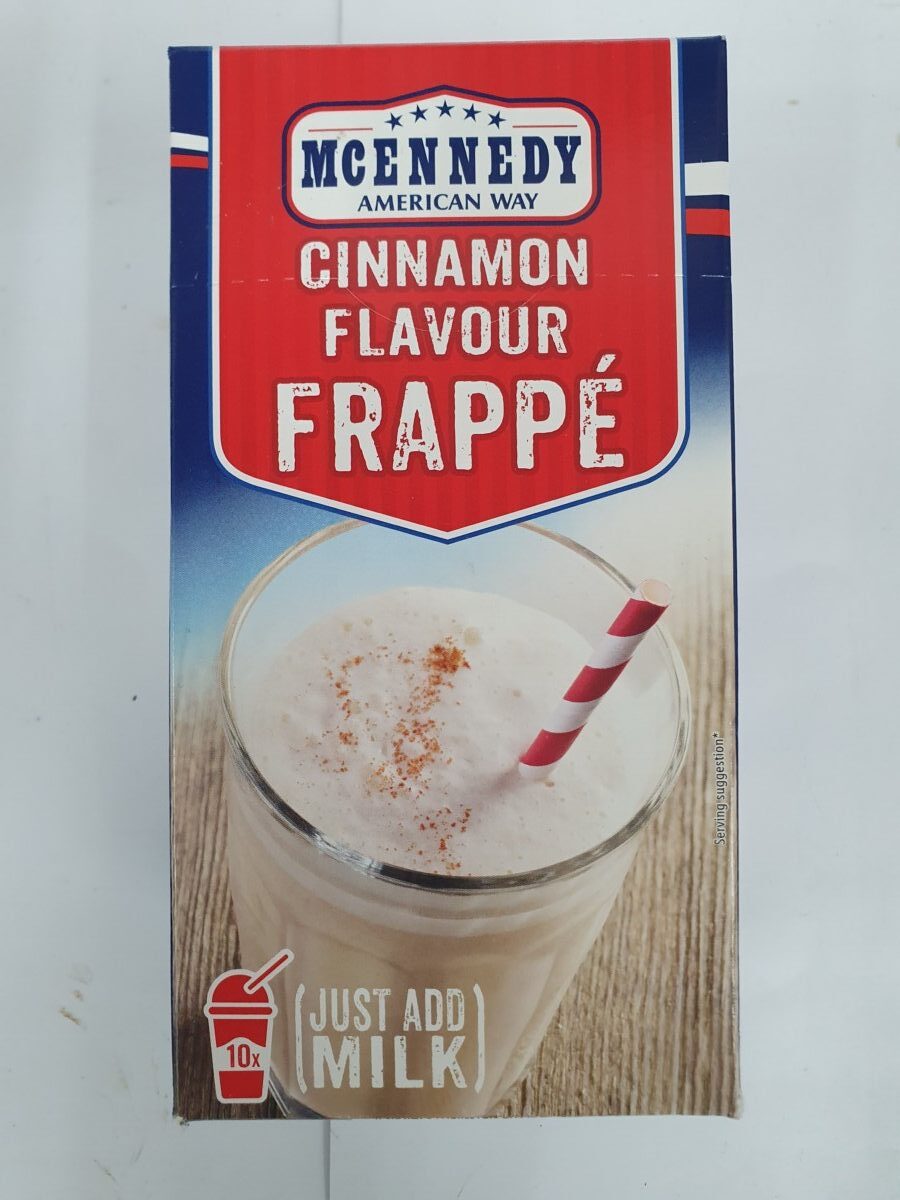 MCENNEDY
AMERICAN WAY
CINNAMON
FLAVOUR
FRAPPÉ
Serving suggestion*
10x
JUST ADD
MILK